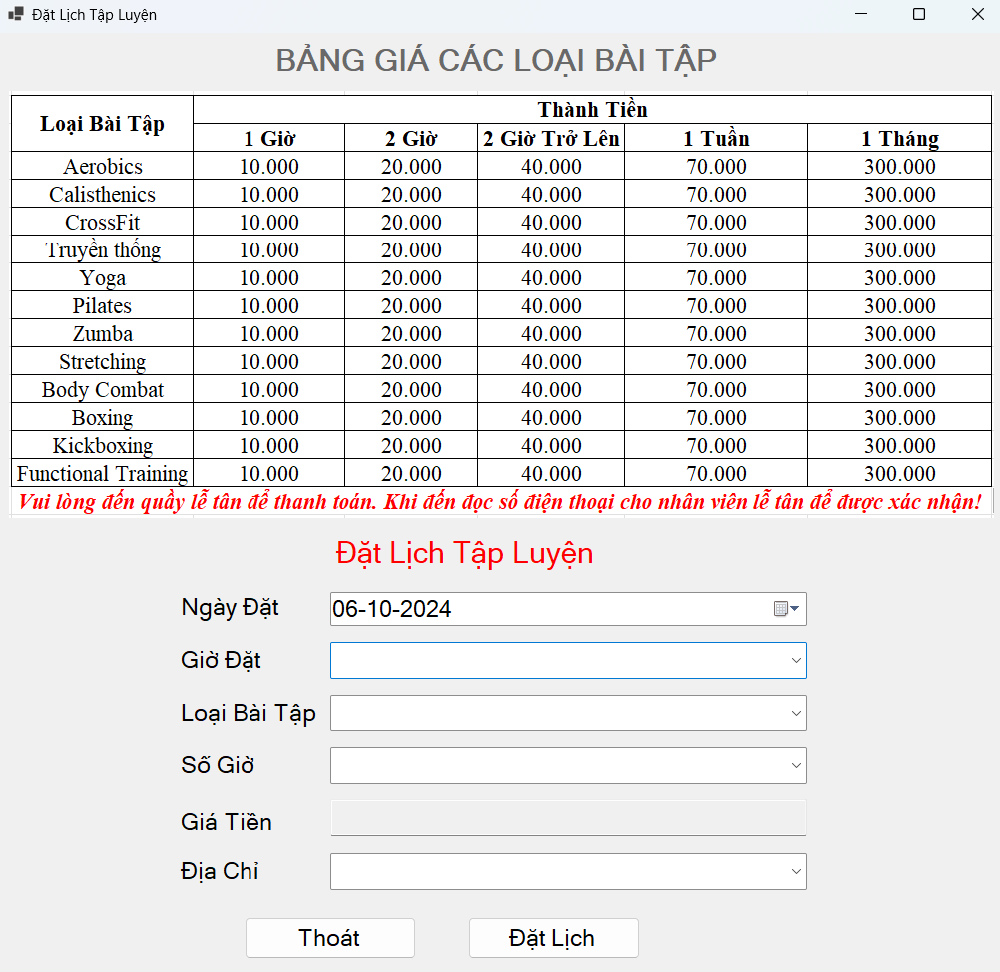 Đặt Lịch Tập Luyện
BẢNG GIÁ CÁC LOẠI BÀI TẬP
Loại Bài Tập Thành Tiền
1 Giờ 2 Giờ 2 Giờ Trở Lên 1 Tuần 1 Tháng
Aerobics 10.000 20.000 40.000 70.000 300.000
Calisthenics 10.000 20.000 40.000 70.000 300.000
CrossFit 10.000 20.000 40.000 70.000 300.000
Truyền thống 10.000 20.000 40.000 70.000 300.000
Yoga 10.000 20.000 40.000 70.000 300.000
Pilates 10.000 20.000 40.000 70.000 300.000
Zumba 10.000 20.000 40.000 70.000 300.000
Stretching 10.000 20.000 40.000 70.000 300.000
Body Combat 10.000 20.000 40.000 70.000 300.000
Boxing 10.000 20.000 40.000 70.000 300.000
Kickboxing 10.000 20.000 40.000 70.000 300.000
Functional Training 10.000 20.000 40.000 70.000 300.000
Vui lòng đến quầy lễ tân để thanh toán. Khi đến đọc số điện thoại cho nhân viên lễ tân để được xác nhận!
Đặt Lịch Tập Luyện
Ngày Đặt 06-10-2024
Giờ Đặt
Loại Bài Tập
Số Giờ
Giá Tiền
Địa Chỉ
Thoát Đặt Lịch